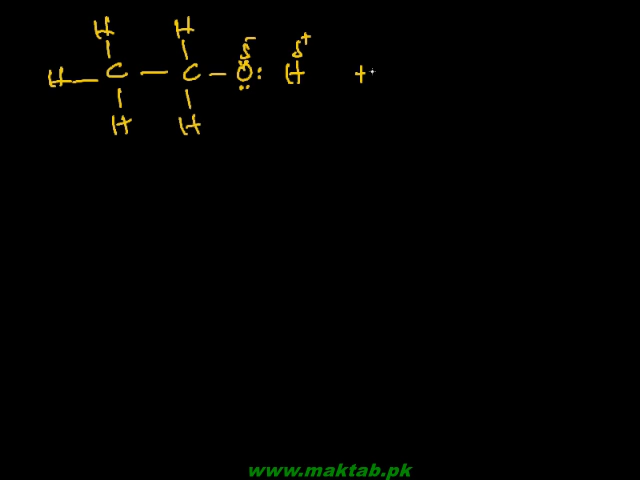 H H δ- δ+
H — C — C — Ö: H +
H H
www.maktab.pk